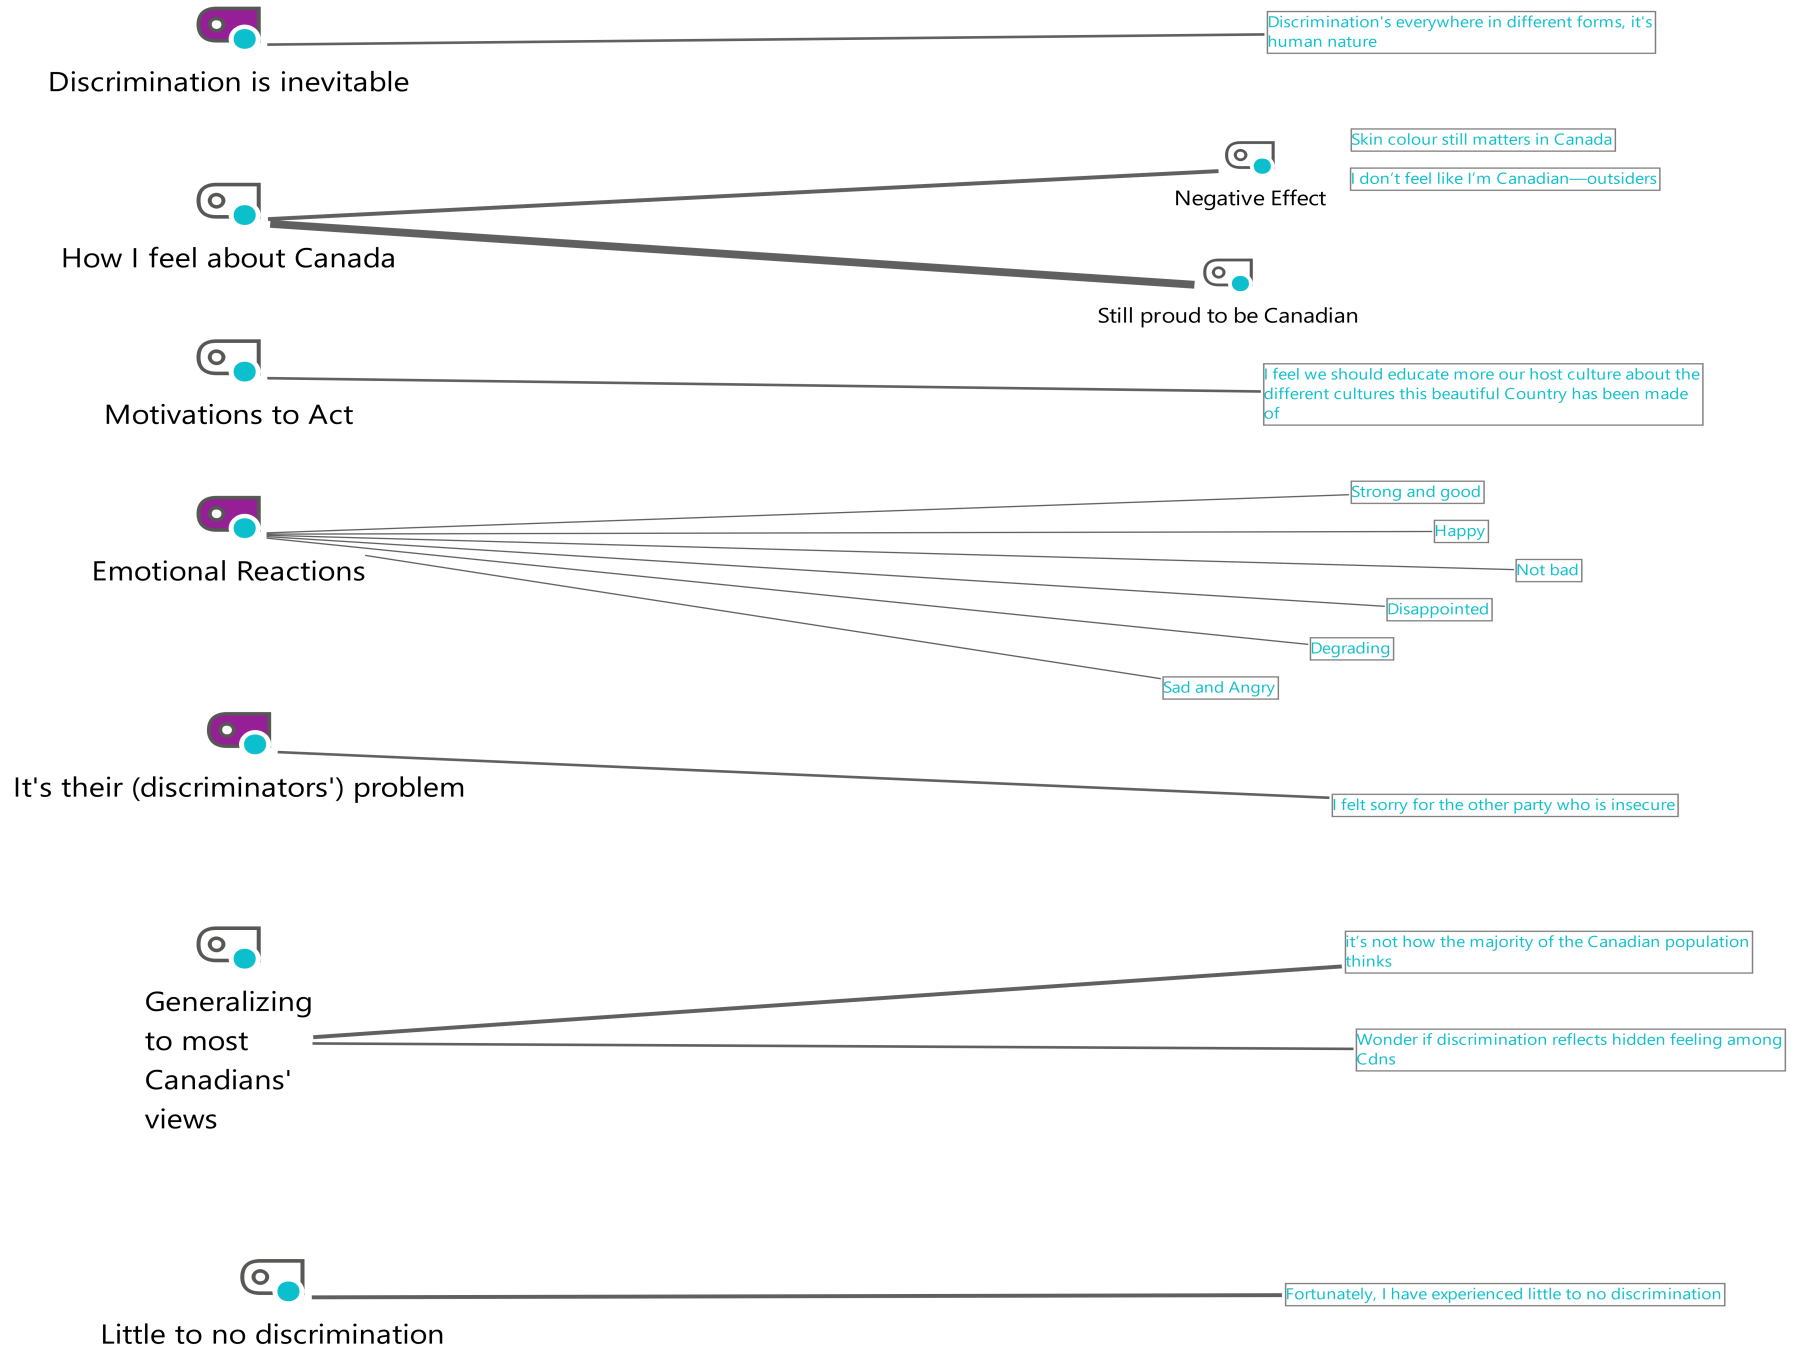 Discrimination's everywhere in different forms, it's
human nature
Discrimination is inevitable
Skin colour still matters in Canada
I don’t feel like I’m Canadian—outsiders
Negative Effect
How I feel about Canada
Still proud to be Canadian
I feel we should educate more our host culture about the
different cultures this beautiful Country has been made
of
Motivations to Act
Strong and good
Happy
Not bad
Emotional Reactions
Disappointed
Degrading
Sad and Angry
It's their (discriminators') problem
I felt sorry for the other party who is insecure
it’s not how the majority of the Canadian population
thinks
Generalizing
to most
Canadians'
views
Wonder if discrimination reflects hidden feeling among
Cdns
Fortunately, I have experienced little to no discrimination
Little to no discrimination